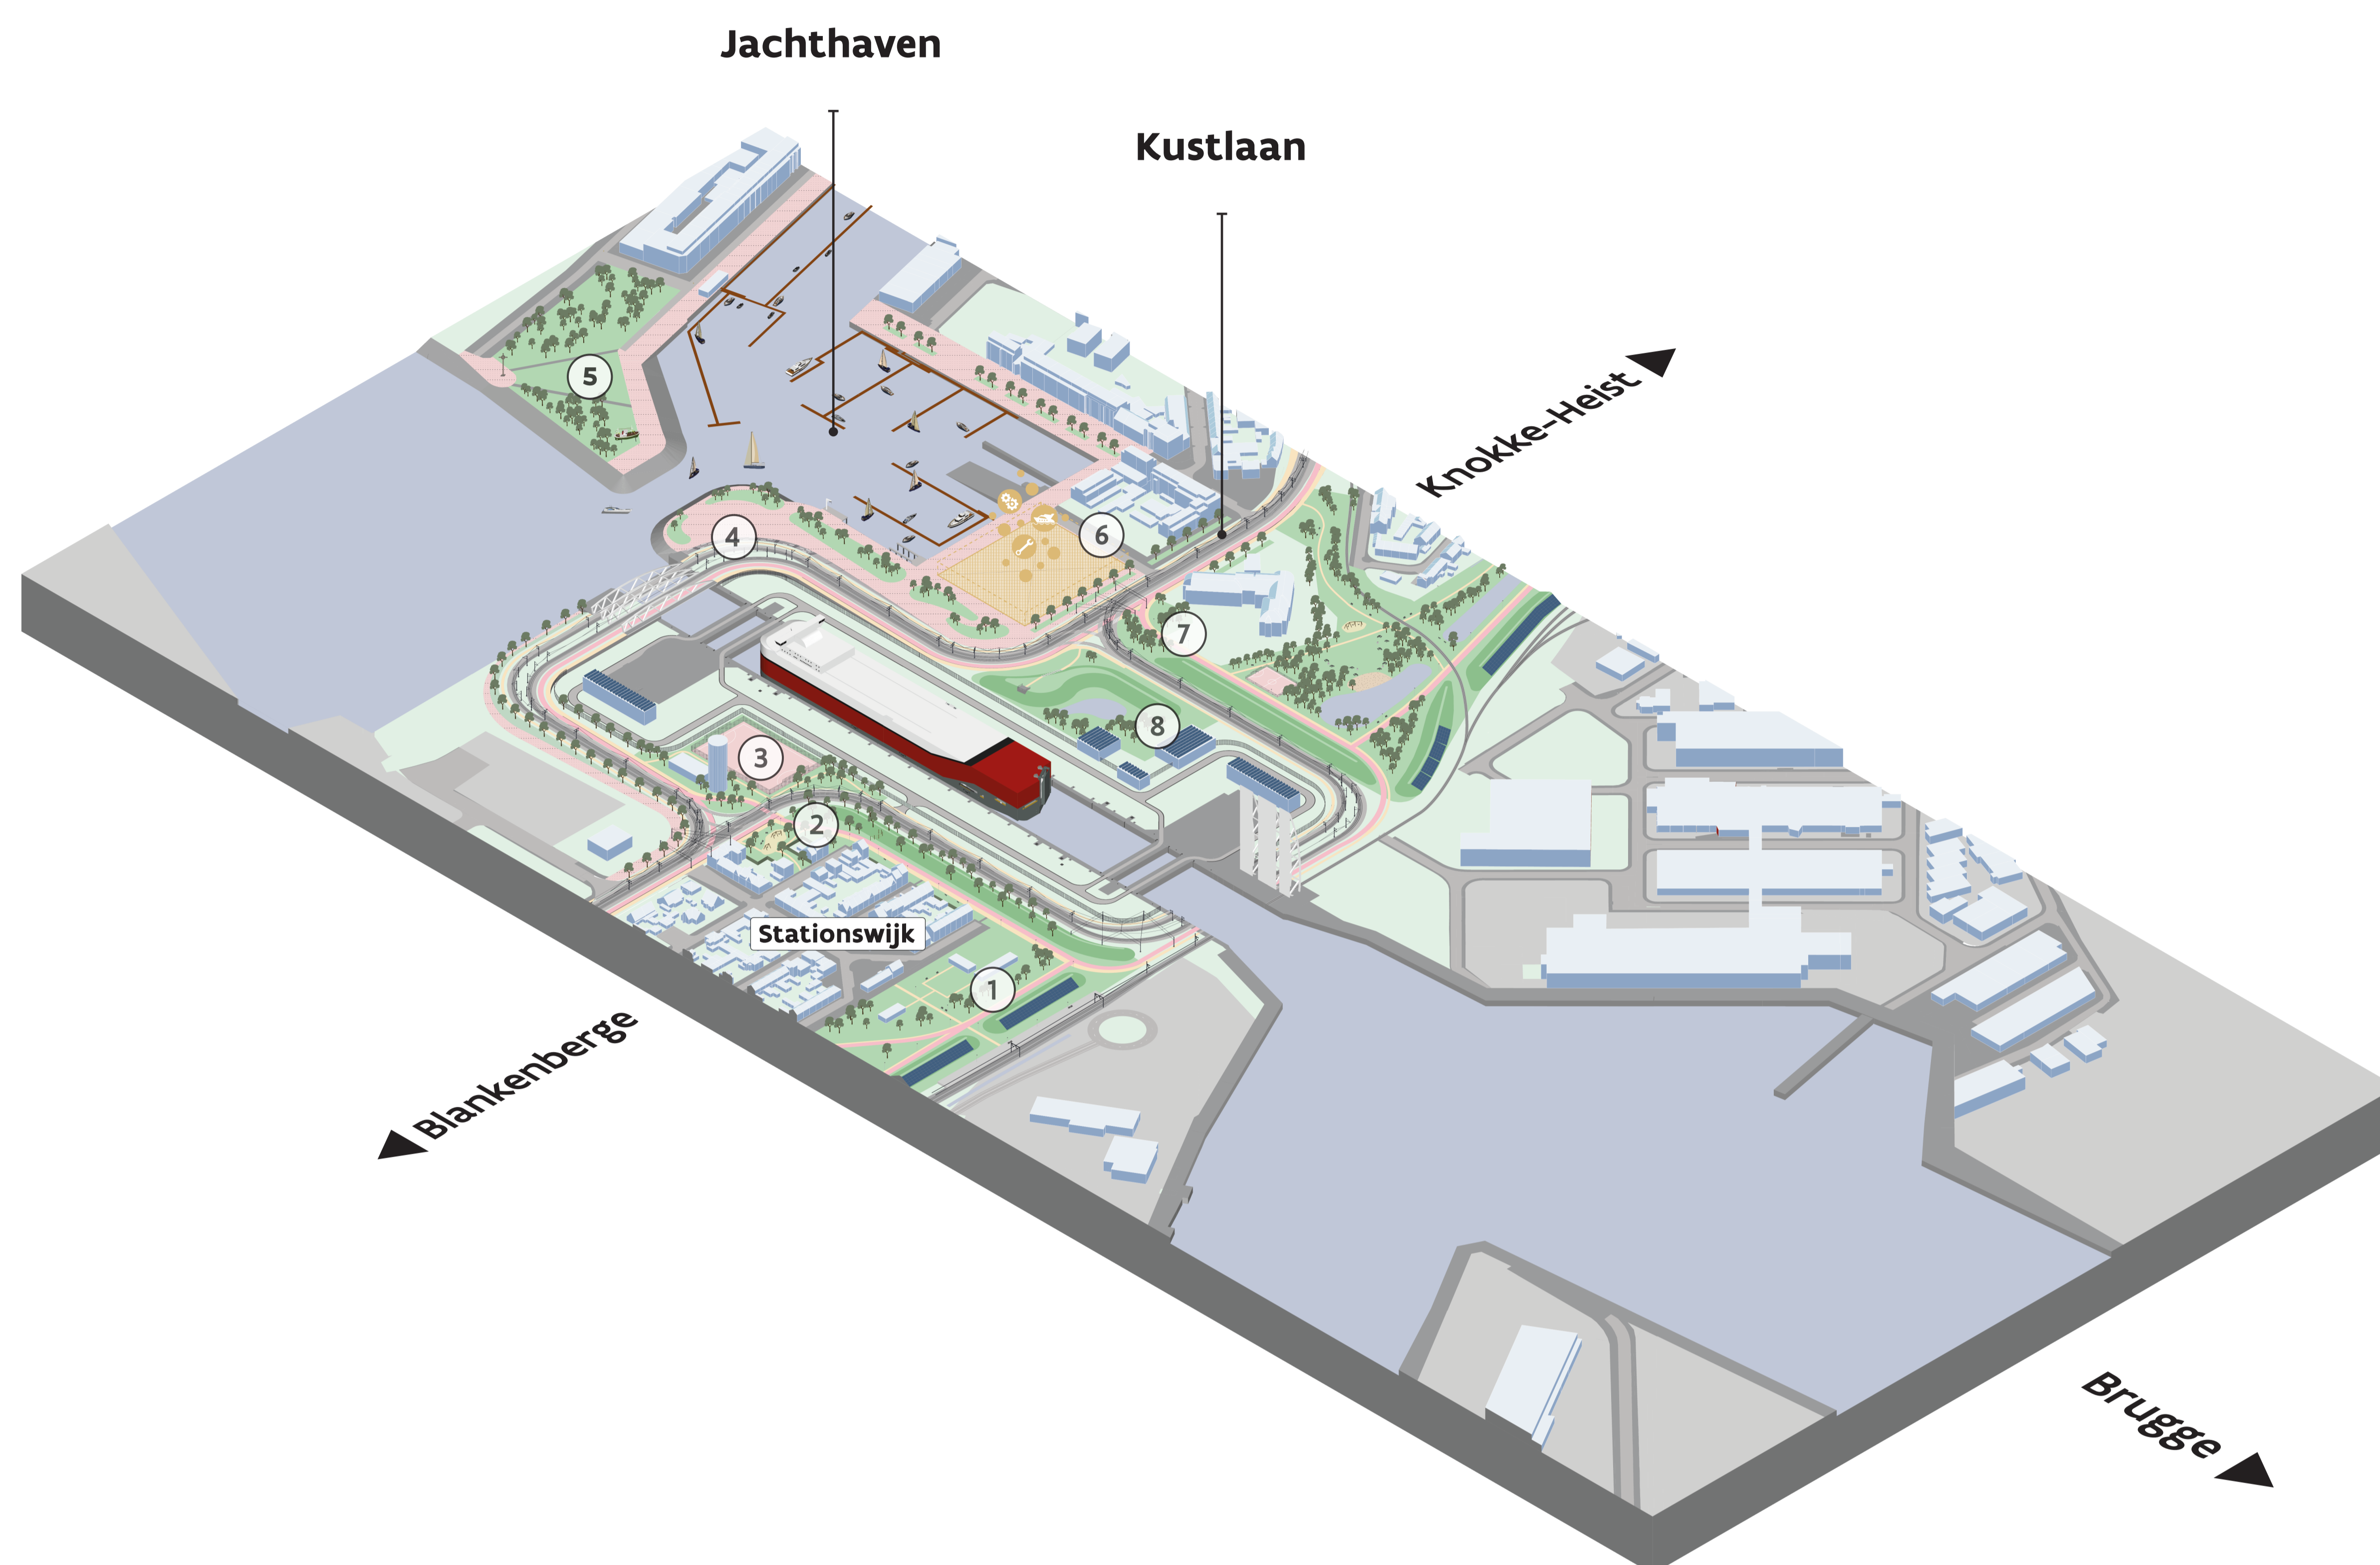 Jachthaven
Kustlaan
Knokke-Heist
5
4
6
7
8
3
2
Stationswijk
1
Blankenberge
Brugge